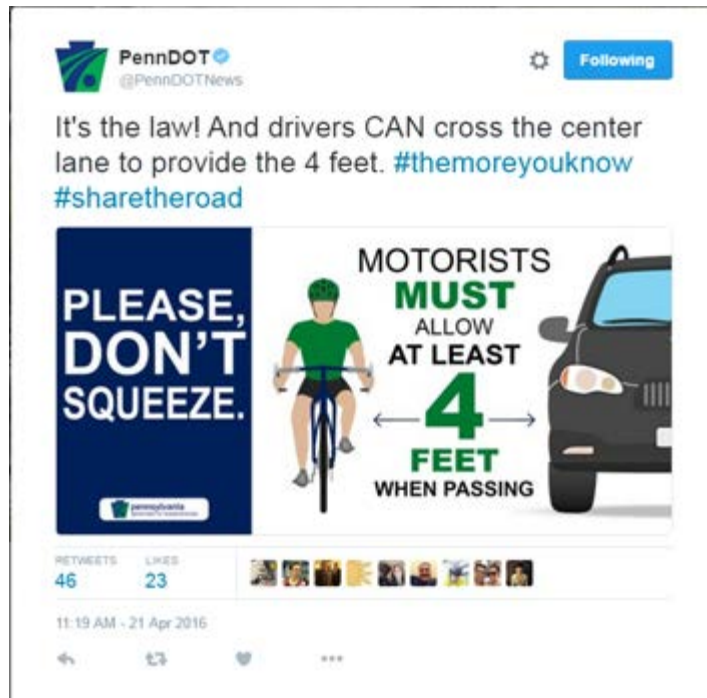 PennDOT
@PennDOTNews
Following
It's the law! And drivers CAN cross the center
lane to provide the 4 feet. #themoreyouknow
#sharetheroad
PLEASE,
DON'T
SQUEEZE.
pennsylvania
MOTORISTS
MUST
ALLOW
AT LEAST
4
FEET
WHEN PASSING
RETWEETS LIKES
46 23
11:19 AM - 21 Apr 2016